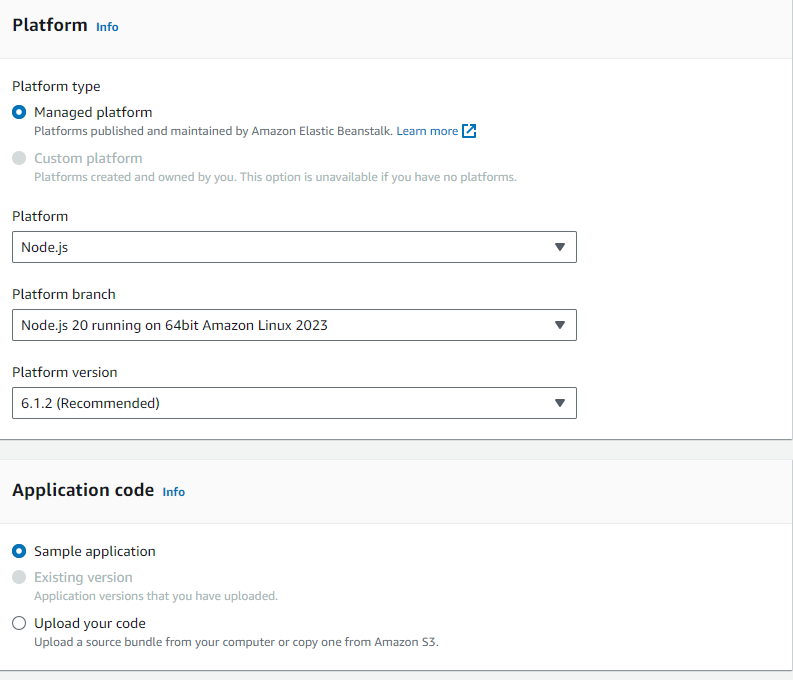 Platform Info
Platform type
Managed platform
Platforms published and maintained by Amazon Elastic Beanstalk. Learn more
Custom platform
Platforms created and owned by you. This option is unavailable if you have no platforms.
Platform
Node.js
Platform branch
Node.js 20 running on 64bit Amazon Linux 2023
Platform version
6.1.2 (Recommended)
Application code Info
Sample application
Existing version
Application versions that you have uploaded.
Upload your code
Upload a source bundle from your computer or copy one from Amazon S3.